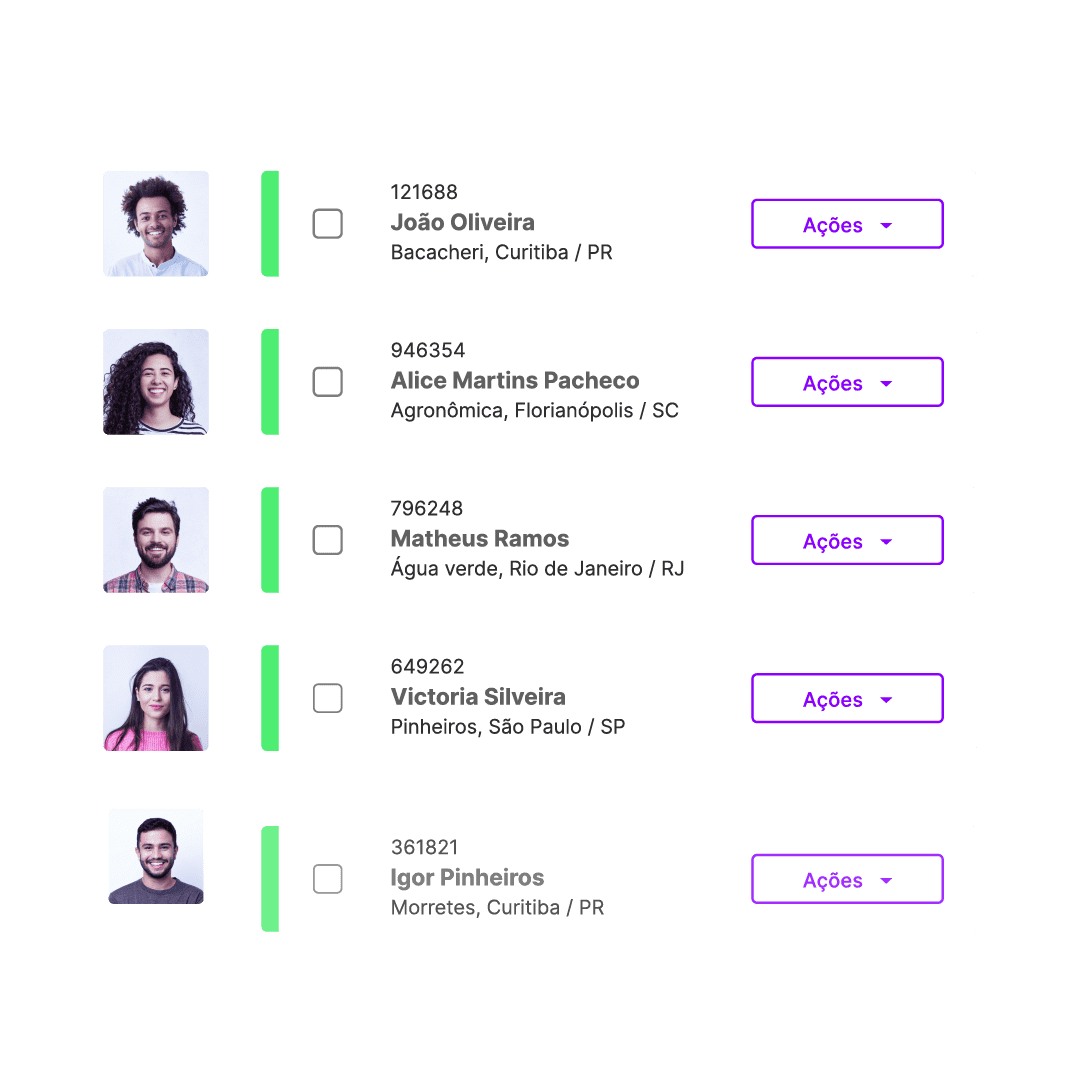 121688
João Oliveira
Bacacheri, Curitiba / PR
Ações
946354
Alice Martins Pacheco
Agronômica, Florianópolis / SC
Ações
796248
Matheus Ramos
Água verde, Rio de Janeiro / RJ
Ações
649262
Victoria Silveira
Pinheiros, São Paulo / SP
Ações
361821
Igor Pinheiros
Morretes, Curitiba / PR
Ações